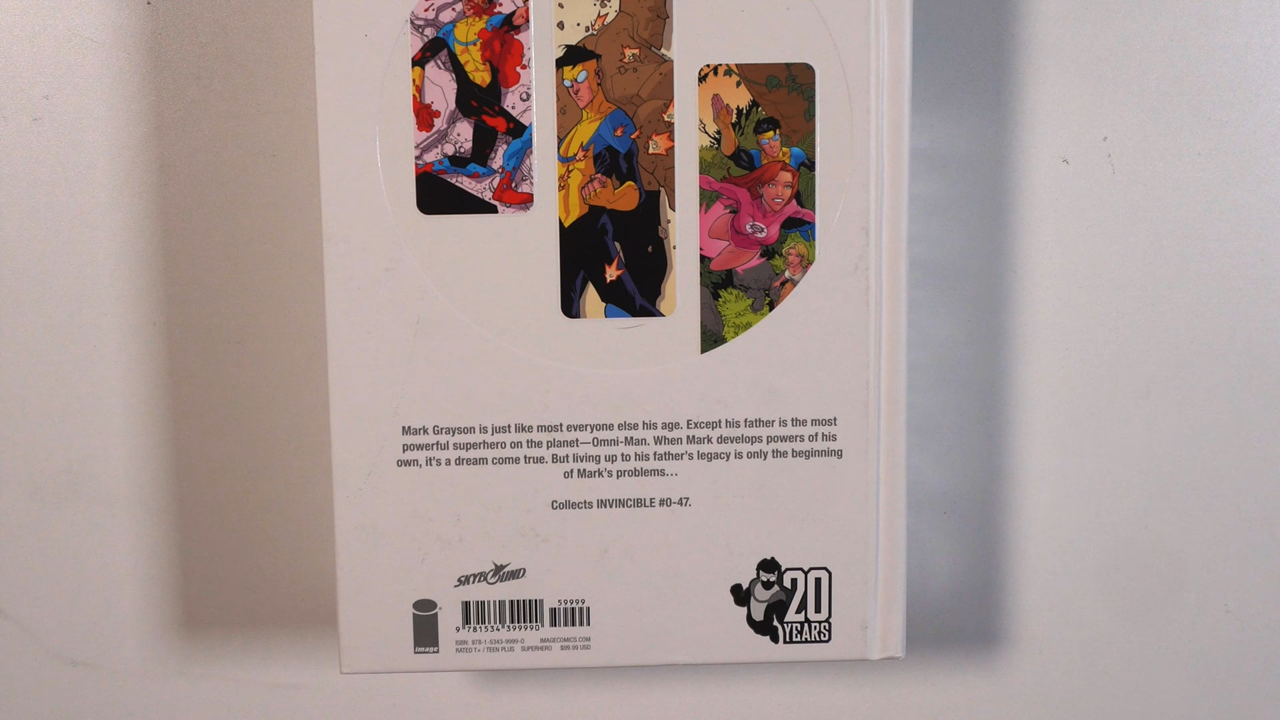 Mark Grayson is just like most everyone else his age. Except his father is the most
powerful superhero on the planet—Omni-Man. When Mark develops powers of his
own, it's a dream come true. But living up to his father's legacy is only the beginning
of Mark's problems...
Collects INVINCIBLE #0-47.
SKYBOUND
image
59999
9 781534 399990
ISBN: 978-1-5343-9999-0 IMAGECOMICS.COM
RATED T+ / TEEN PLUS SUPERHERO $99.99 USD
20
YEARS